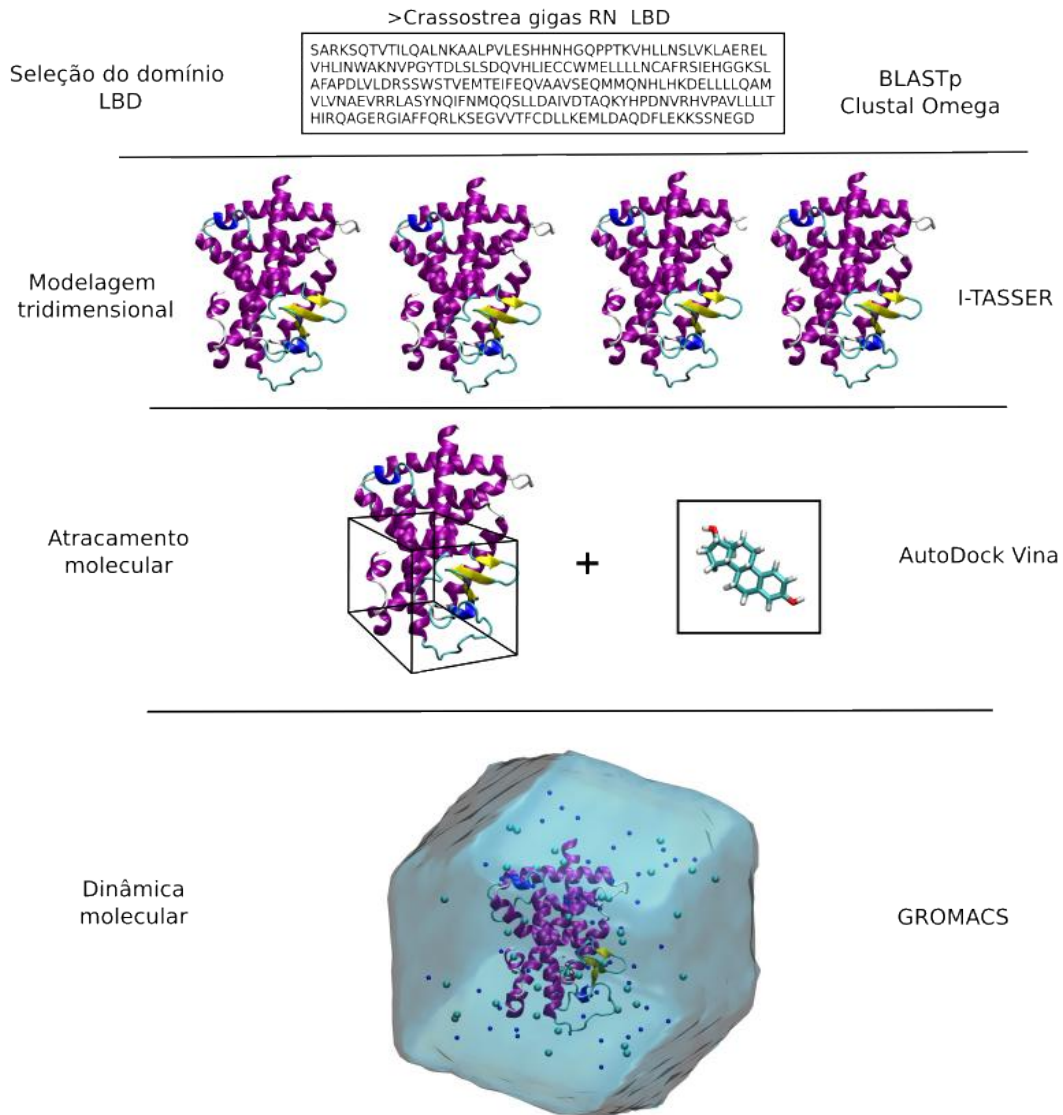 >Crassostrea gigas RN LBD
Seleção do domínio
LBD
SARKSQTVTILQALNKAALPVLESHHNHGQPPTKVHLLNSLVKLAEREL
VHLINWAKNVPGYTDLSLSDQVHLIECCWMELLLLNCAFRSIEHGGKSL
AFAPDLVLDRSSWSTVEMTEIFEQVAAVSEQMMQNHLHKDELLLLQAM
VLVNAEVRRLASYNQIFNMQQSLLDAIVDTAQKYHPDNVRHVPAVLLLLT
HIRQAGERGIAFFQRLKSEGVVTFCDLLKEMLDAQDFLEKKSSNEGD
BLASTp
Clustal Omega
Modelagem
tridimensional
I-TASSER
Atracamento
molecular
+
AutoDock Vina
Dinâmica
molecular
GROMACS